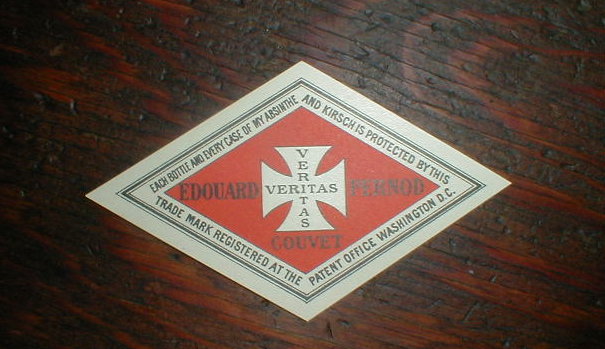 EACH BOTTLE AND EVERY CASE OF MY ABSINTHE
AND KIRSCH IS PROTECTED BY THIS
TRADE MARK REGISTERED AT THE
PATENT OFFICE WASHINGTON D.C.
EDOUARD PERNOD
VERITAS
VERITAS
COUVET